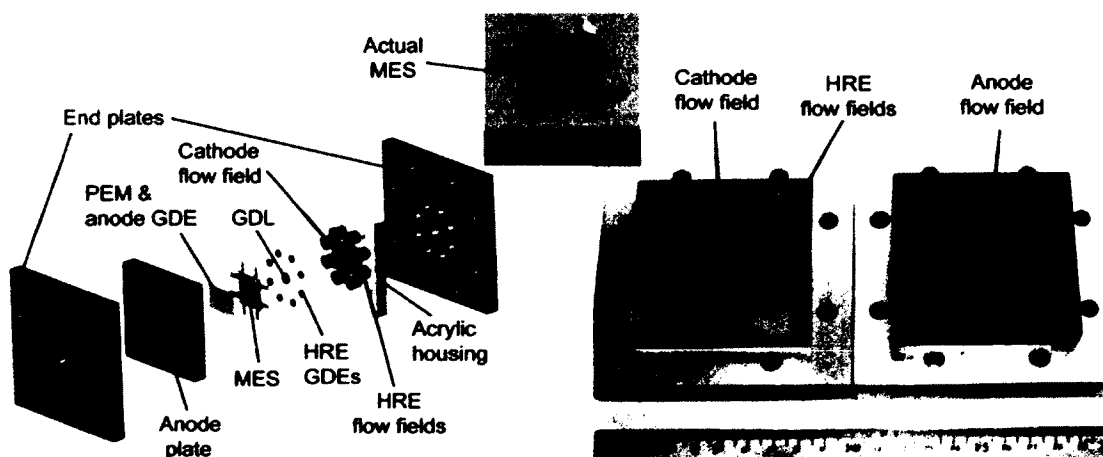 Actual
MES
End plates
Cathode
flow field
PEM &
anode GDE
GDL
MES
HRE
GDEs
Anode
plate
Acrylic
housing
HRE
flow fields
Cathode
flow field
HRE
flow fields
Anode
flow field